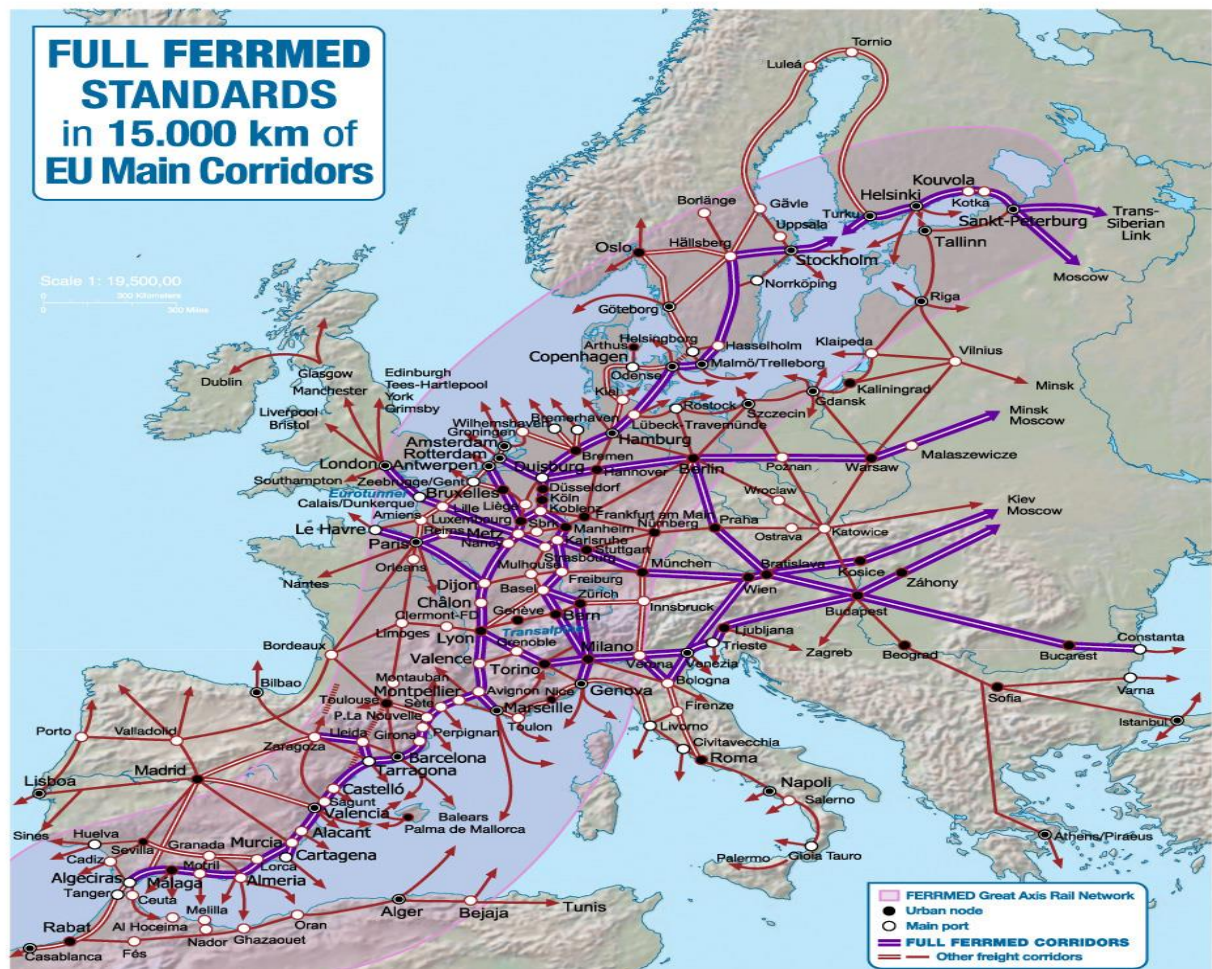 FULL FERRMED
STANDARDS
in 15.000 km of
EU Main Corridors
Scale 1: 19,500,00
0 300 Kilometers
0 300 Miles
Tornio
Luleá
Kouvola
Helsinki
Kotka
Turku
Sankt-Peterburg
Trans-
Siberian
Link
Moscow
Tallinn
Borlänge
Gävle
Uppsala
Oslo
Hällsberg
Stockholm
Norrköping
Göteborg
Riga
Helsingborg
Arthus
Hasselholm
Copenhagen
Malmö/Trelleborg
Odense
Klaipeda
Vilnius
Kaliningrad
Minsk
Gdansk
Kiel
Rostock
Szczecin
Lübeck-Travemünde
Dublin
Glasgow
Manchester
Edinburgh
Tees-Hartlepool
York
Grimsby
Liverpool
Bristol
Bremerhaven
Wilhemshaven
Groningen
Hamburg
Bremen
Amsterdam
Rotterdam
London
Antwerpen
Duisburg
Hannover
Berlin
Poznan
Warsaw
Malaszewicze
Minsk
Moscow
Southampton
Zeebrugge/Gent
Düsseldorf
Eurotunnel
Bruxelles
Köln
Calais/Dunkerque
Lille
Liège
Koblenz
Wroclaw
Kiev
Moscow
Amiens
Luxembourg
Sbrn
Frankfurt am Main
Le Havre
Reims
Metz
Manheim
Nürnberg
Praha
Ostrava
Katowice
Paris
Nancy
Karlsruhe
Stuttgart
Orleans
Strasbourg
Bratislava
Kosice
Nantes
Mulhouse
Freiburg
München
Wien
Záhony
Dijon
Basel
Zürich
Budapest
Châlon
Genève
Bern
Innsbruck
Clermont-FD
Limoges
Lyon
Transalpine
Ljubljana
Constanta
Bordeaux
Grenoble
Milano
Trieste
Zagreb
Bucarest
Valence
Torino
Verona
Venezia
Beograd
Bologna
Montauban
Bilbao
Toulouse
Montpellier
Avignon
Nice
Genova
Sofia
Varna
Sète
Marseille
Firenze
P.La Nouvelle
Toulon
Livorno
Istanbul
Porto
Valladolid
Zaragoza
Lleida
Girona
Perpignan
Civitavecchia
Barcelona
Roma
Madrid
Tarragona
Lisboa
Castelló
Napoli
Sagunt
Salerno
Valencia
Balears
Palma de Mallorca
Sines
Huelva
Alacant
Athens/Piraeus
Sevilla
Granada
Murcia
Gioia Tauro
Palermo
Cadiz
Motril
Lorca
Cartagena
Algeciras
Málaga
Almeria
Tanger
Ceuta
Melilla
Alger
Bejaja
Tunis
Rabat
Al Hoceima
Oran
Nador
Casablanca
Fés
Ghazaouet
FERRMED Great Axis Rail Network
Urban node
Main port
FULL FERRMED CORRIDORS
Other freight corridors